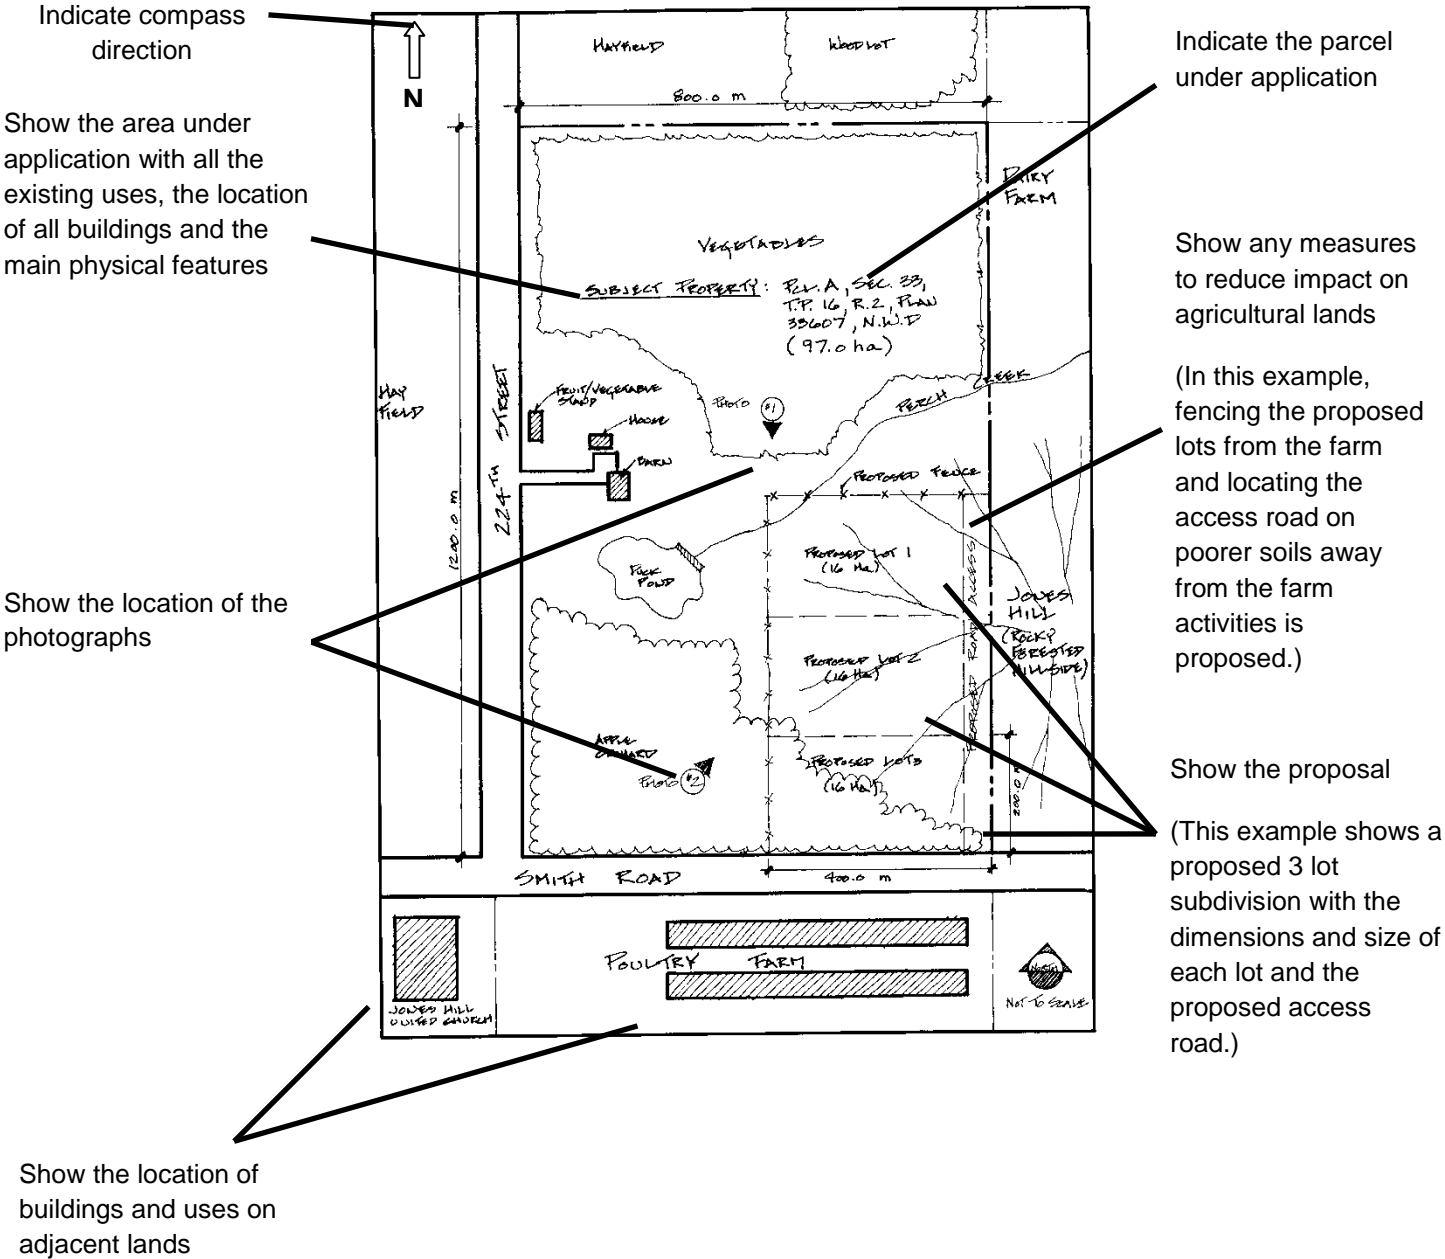 Indicate compass
direction
N
Show the area under
application with all the
existing uses, the location
of all buildings and the
main physical features
Show the location of the
photographs
Show the location of
buildings and uses on
adjacent lands
HAYFIELD
WOODLOT
800.0 m
DAIRY
FARM
VEGETABLES
SUBJECT PROPERTY: PCL. A, SEC. 33,
T.P. 16, R.2, PLAN
33607, N.W.D
(97.0 ha)
HAY
FIELD
1200.0 m
224TH STREET
FRUIT/VEGETABLE
STAND
HOUSE
BARN
PHOTO #1
PERCH CREEK
PROPOSED FENCE
DUCK
POND
PROPOSED LOT 1
(16 Ha)
PROPOSED LOT 2
(16 Ha)
PROPOSED LOT 3
(16 Ha)
PROPOSED ROAD ACCESS
JONES
HILL
(ROCKY
FORESTED
HILLSIDE)
APPLE
ORCHARD
PHOTO #2
200.0 m
400.0 m
SMITH ROAD
POULTRY FARM
JONES HILL
UNITED CHURCH
NORTH
NOT TO SCALE
Indicate the parcel
under application
Show any measures
to reduce impact on
agricultural lands
(In this example,
fencing the proposed
lots from the farm
and locating the
access road on
poorer soils away
from the farm
activities is
proposed.)
Show the proposal
(This example shows a
proposed 3 lot
subdivision with the
dimensions and size of
each lot and the
proposed access
road.)